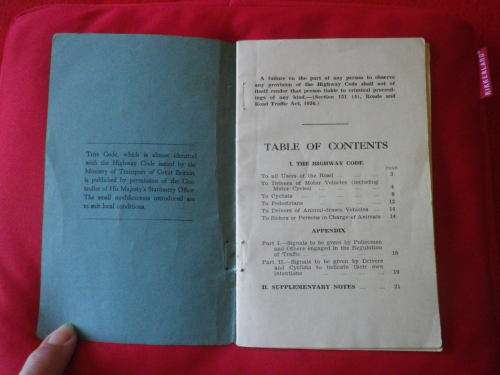 THIS Code, which is almost identical
with the Highway Code issued by the
Ministry of Transport of Great Britain
is published by permission of the Con-
troller of His Majesty's Stationery Office.
The small modifications introduced are
to suit local conditions.
A failure on the part of any person to observe
any provision of the Highway Code shall not of
itself render that person liable to criminal proceed-
ings of any kind.—(Section 151 (4), Roads and
Road Traffic Act, 1936.)
TABLE OF CONTENTS
I. THE HIGHWAY CODE.
PAGE
To all Users of the Road ... ... ... 3
To Drivers of Motor Vehicles (including
Motor Cycles) ... ... ... 4
To Cyclists ... ... ... 9
To Pedestrians ... ... ... 12
To Drivers of Animal-drawn Vehicles ... ... 14
To Riders or Persons in Charge of Animals ... 14
APPENDIX
Part I.—Signals to be given by Policemen
and Others engaged in the Regulation
of Traffic ... ... ... 16
Part II.—Signals to be given by Drivers
and Cyclists to indicate their own
intentions ... ... ... 19
II. SUPPLEMENTARY NOTES ... ... 21
BIGGERLAND